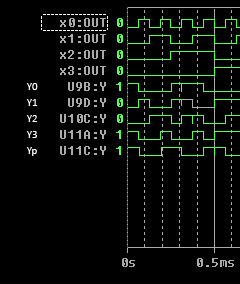 x0:OUT 0
x1:OUT 0
x2:OUT 0
x3:OUT 0
Y0 U9B:Y 1
Y1 U9D:Y 0
Y2 U10C:Y 0
Y3 U11A:Y 1
Yp U11C:Y 1
0s 0.5ms